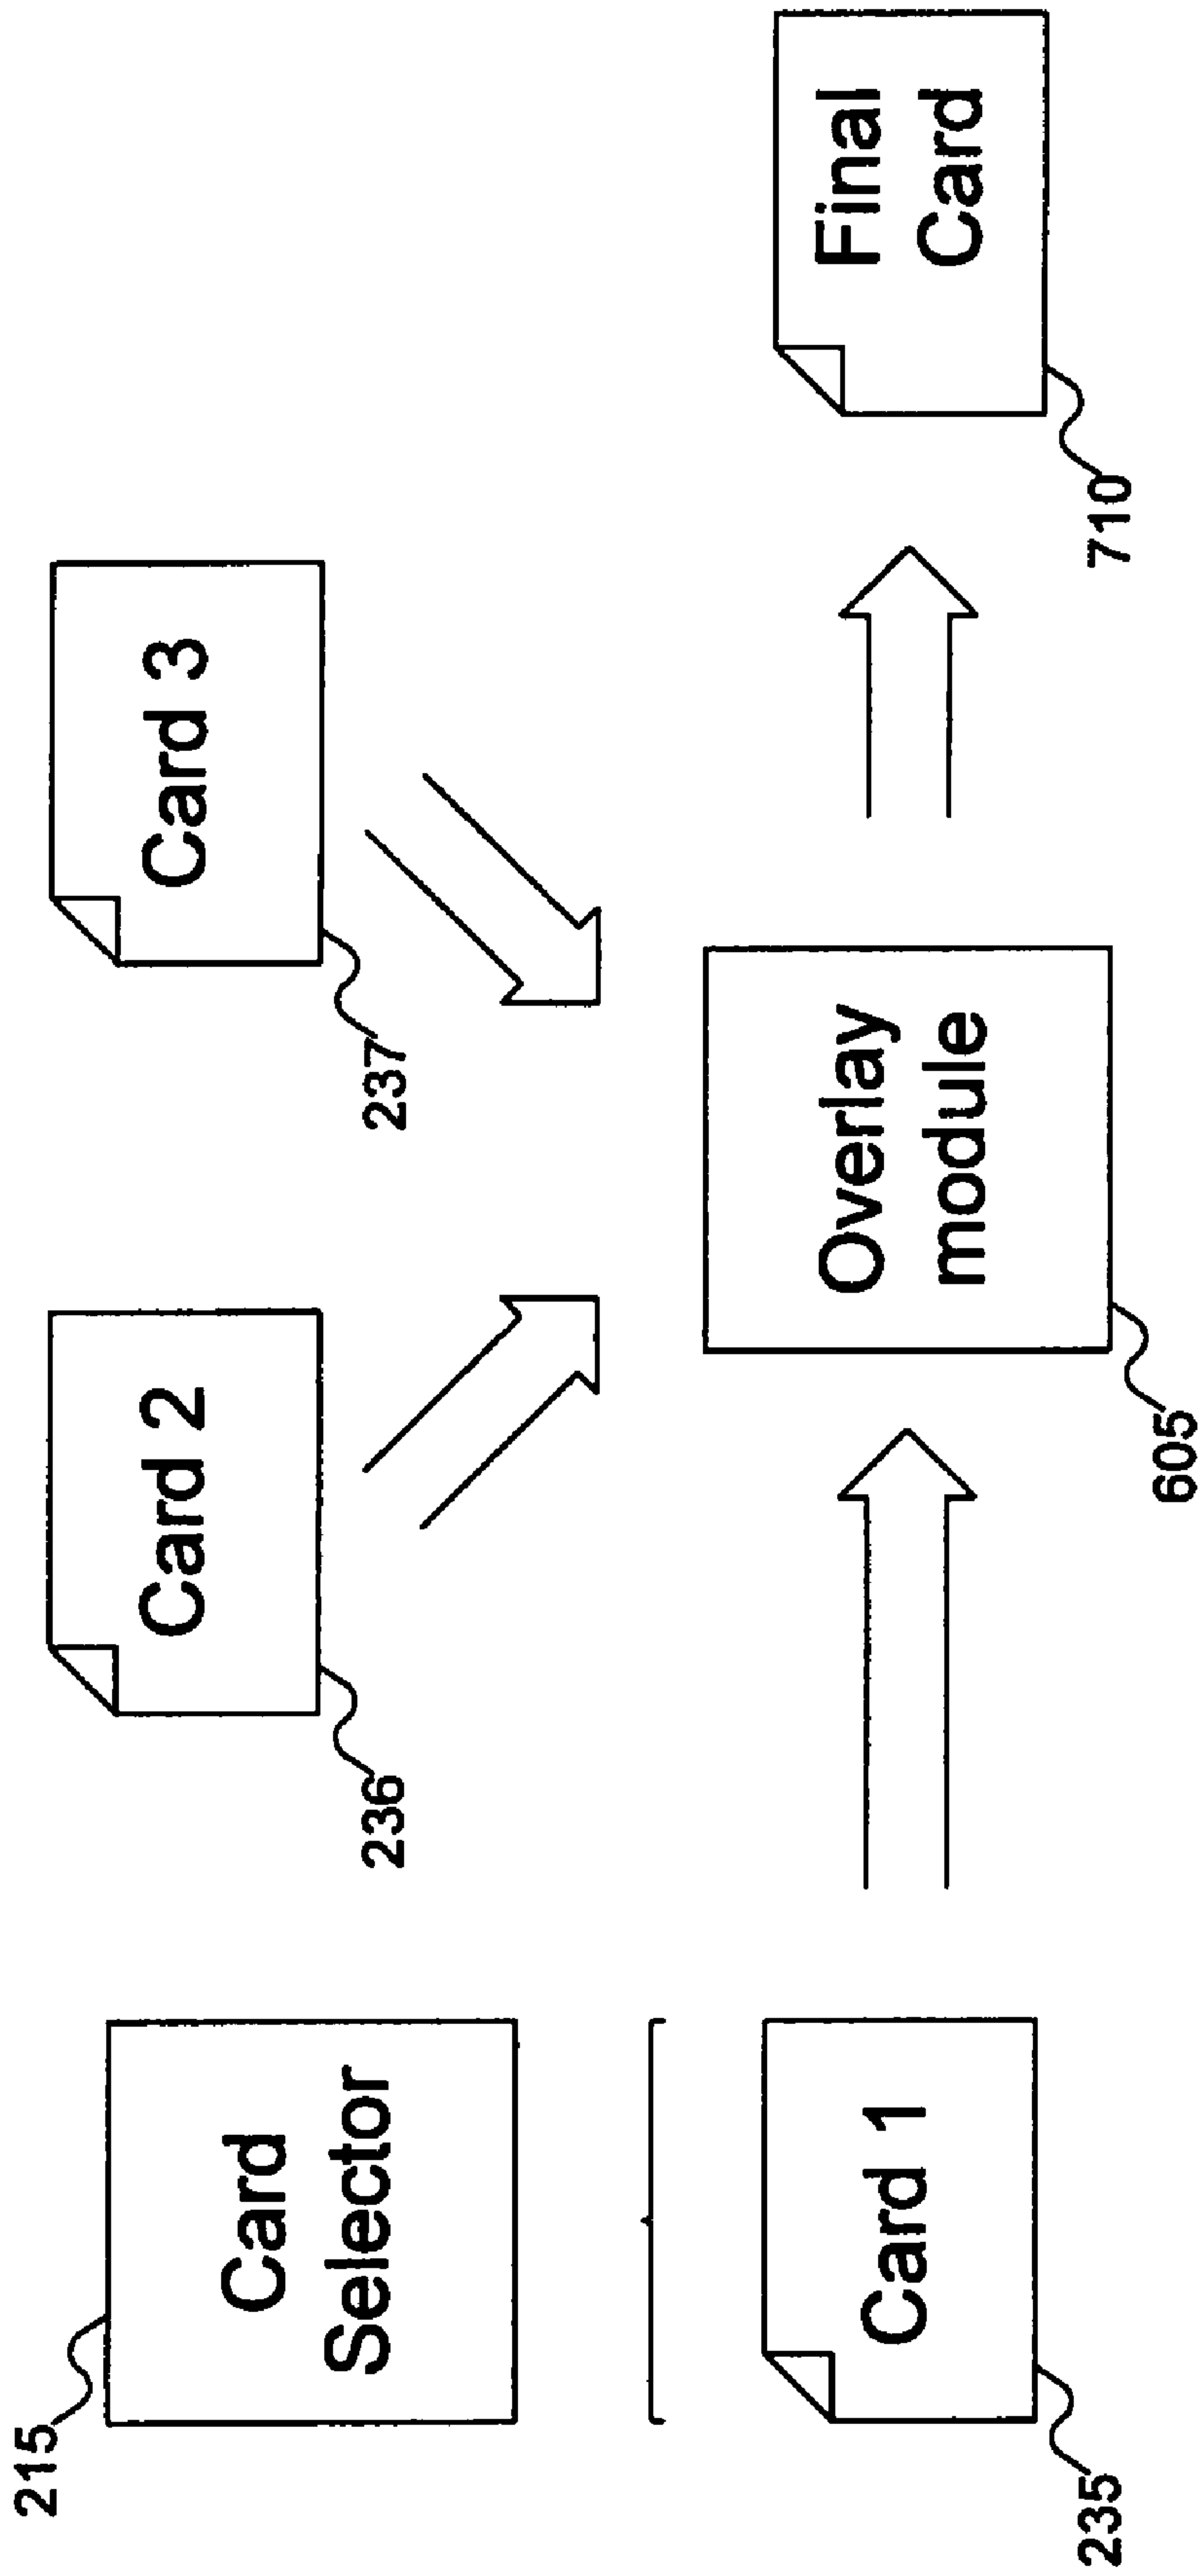 215
Card
Selector
Card 2
236
Card 3
237
Card 1
235
Overlay
module
605
Final
Card
710